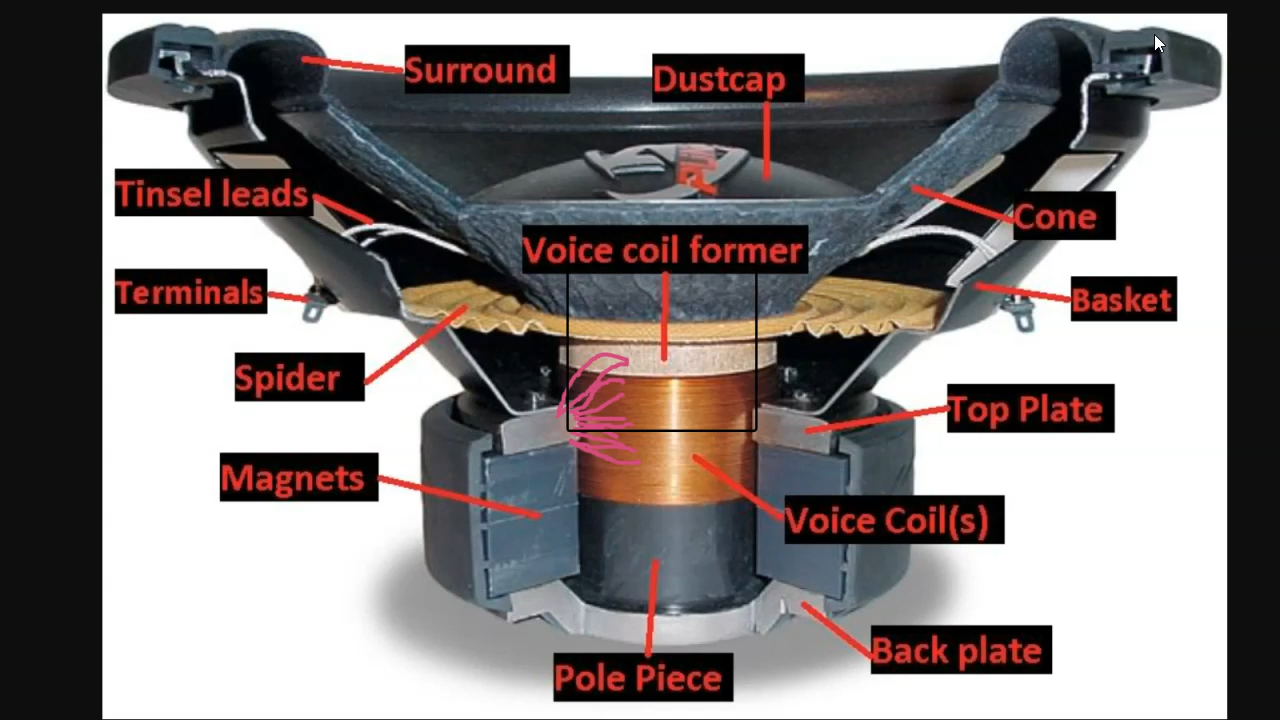 Surround
Dustcap
Tinsel leads
Cone
Voice coil former
Terminals
Basket
Spider
Top Plate
Magnets
Voice Coil(s)
Back plate
Pole Piece